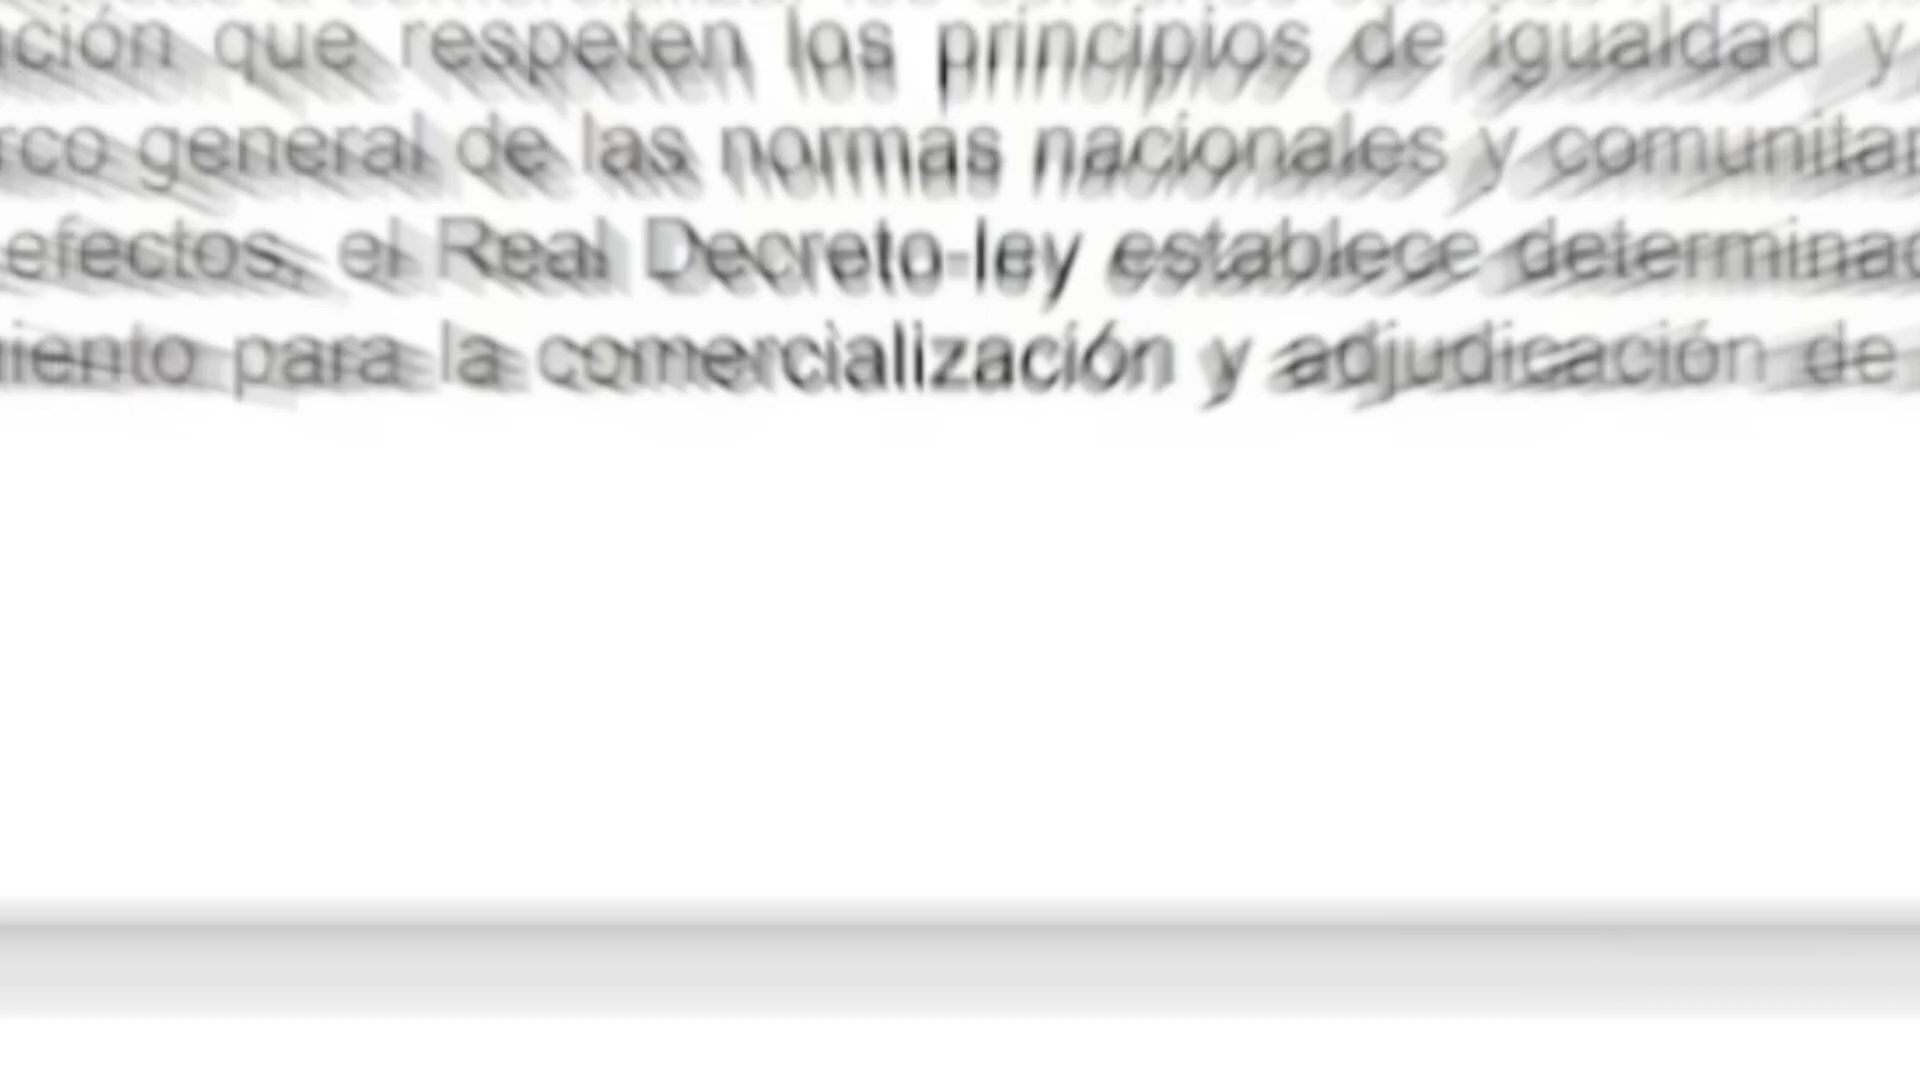 ción que respeten los principios de igualdad y
rco general de las normas nacionales y comunitar
efectos, el Real Decreto-ley establece determinad
iento para la comercialización y adjudicación de